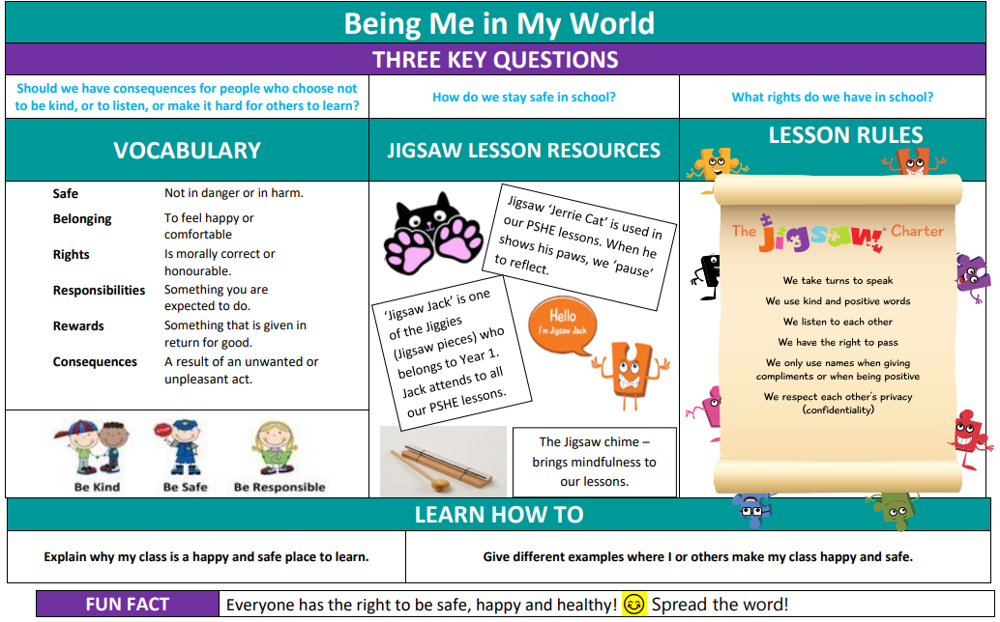 Being Me in My World
THREE KEY QUESTIONS
Should we have consequences for people who choose not
to be kind, or to listen, or make it hard for others to learn?
How do we stay safe in school?
What rights do we have in school?
VOCABULARY
Safe Not in danger or in harm.
Belonging To feel happy or
comfortable
Rights Is morally correct or
honourable.
Responsibilities Something you are
expected to do.
Rewards Something that is given in
return for good.
Consequences A result of an unwanted or
unpleasant act.
Be Kind
STOP
Be Safe
Be Responsible
JIGSAW LESSON RESOURCES
Jigsaw ‘Jerrie Cat’ is used in
our PSHE lessons. When he
shows his paws, we ‘pause’
to reflect.
‘Jigsaw Jack’ is one
of the Jiggies
(Jigsaw pieces) who
belongs to Year 1.
Jack attends to all
our PSHE lessons.
Hello
I'm Jigsaw Jack
The Jigsaw chime –
brings mindfulness to
our lessons.
LESSON RULES
The Jigsaw Charter
We take turns to speak
We use kind and positive words
We listen to each other
We have the right to pass
We only use names when giving
compliments or when being positive
We respect each other's privacy
(confidentiality)
LEARN HOW TO
Explain why my class is a happy and safe place to learn.
Give different examples where I or others make my class happy and safe.
FUN FACT
Everyone has the right to be safe, happy and healthy! 😊 Spread the word!